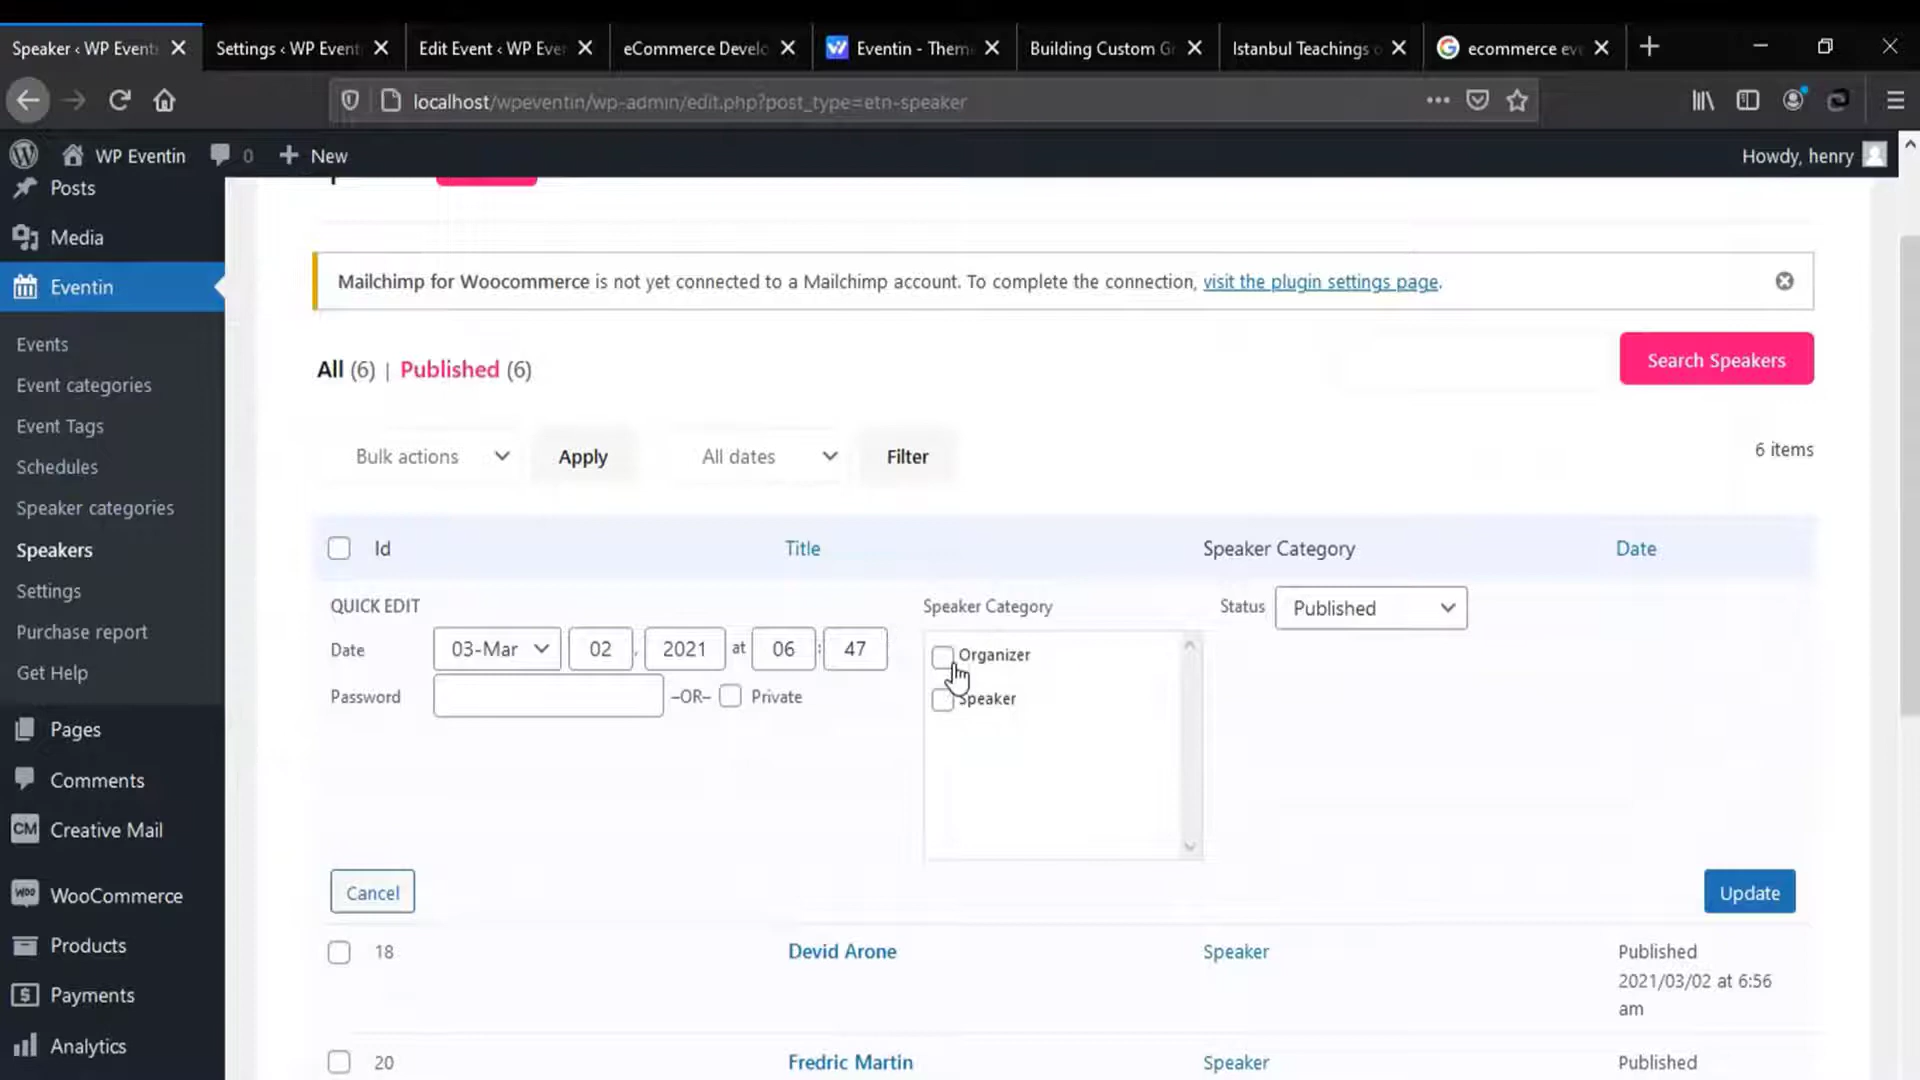 Speaker ‹ WP Eventi
Settings ‹ WP Event
Edit Event ‹ WP Ever
eCommerce Develo
Eventin - Them
Building Custom Gr
Istanbul Teachings o
ecommerce eve
localhost/wpeventin/wp-admin/edit.php?post_type=etn-speaker
WP Eventin
0
New
Howdy, henry
Posts
Media
Eventin
Events
Event categories
Event Tags
Schedules
Speaker categories
Speakers
Settings
Purchase report
Get Help
Pages
Comments
CM Creative Mail
WOO WooCommerce
Products
Payments
Analytics
Mailchimp for Woocommerce is not yet connected to a Mailchimp account. To complete the connection, visit the plugin settings page.
All (6) | Published (6)
Search Speakers
Bulk actions
Apply
All dates
Filter
6 items
Id
Title
Speaker Category
Date
QUICK EDIT
Date
03-Mar
02
,
2021
at
06
:
47
Password
–OR–
Private
Speaker Category
Organizer
Speaker
Status
Published
Cancel
Update
18
Devid Arone
Speaker
Published
2021/03/02 at 6:56
am
20
Fredric Martin
Speaker
Published